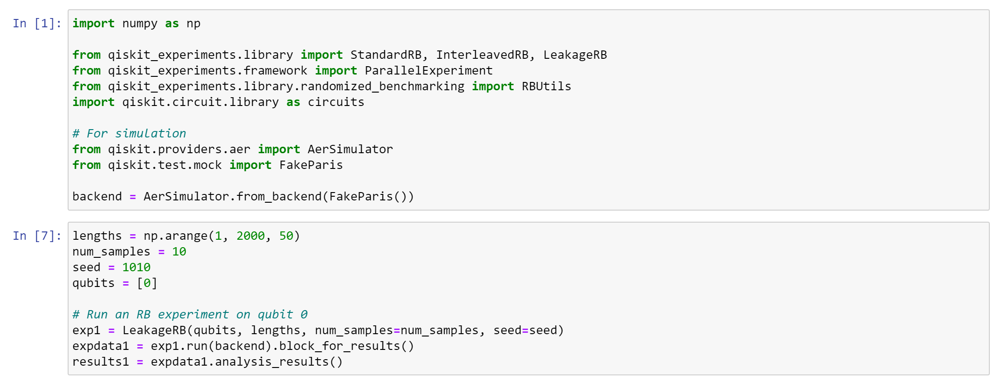 In [1]:
import numpy as np
from qiskit_experiments.library import StandardRB, InterleavedRB, LeakageRB
from qiskit_experiments.framework import ParallelExperiment
from qiskit_experiments.library.randomized_benchmarking import RBUtils
import qiskit.circuit.library as circuits
# For simulation
from qiskit.providers.aer import AerSimulator
from qiskit.test.mock import FakeParis
backend = AerSimulator.from_backend(FakeParis())
In [7]:
lengths = np.arange(1, 2000, 50)
num_samples = 10
seed = 1010
qubits = [0]
# Run an RB experiment on qubit 0
exp1 = LeakageRB(qubits, lengths, num_samples=num_samples, seed=seed)
expdata1 = exp1.run(backend).block_for_results()
results1 = expdata1.analysis_results()